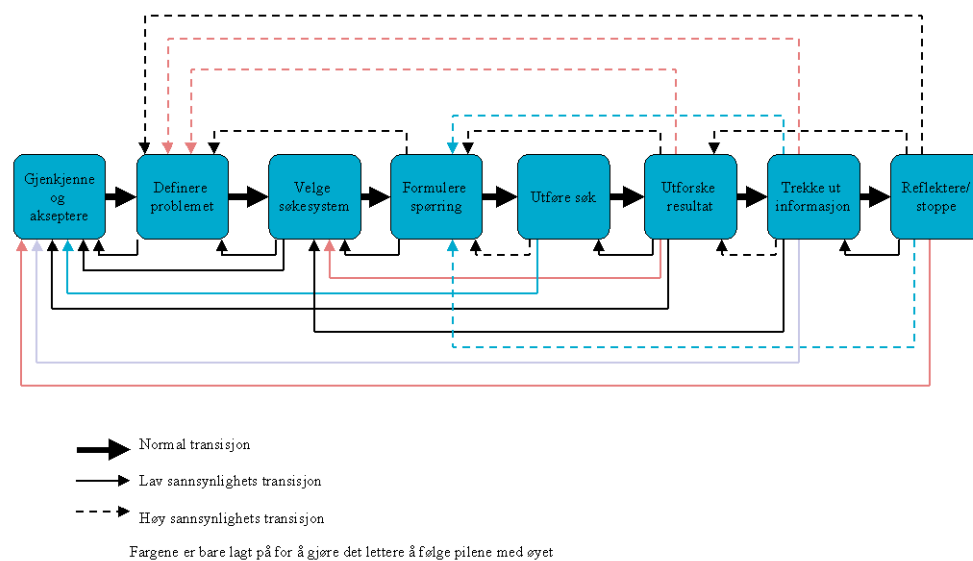 Gjenkjenne
og
akseptere
Definere
problemet
Velge
søkesystem
Formulere
spørring
Utføre søk
Utforske
resultat
Trekke ut
informasjon
Reflektere/
stoppe
Normal transisjon
Lav sannsynlighets transisjon
Høy sannsynlighets transisjon
Fargene er bare lagt på for å gjøre det lettere å følge pilene med øyet